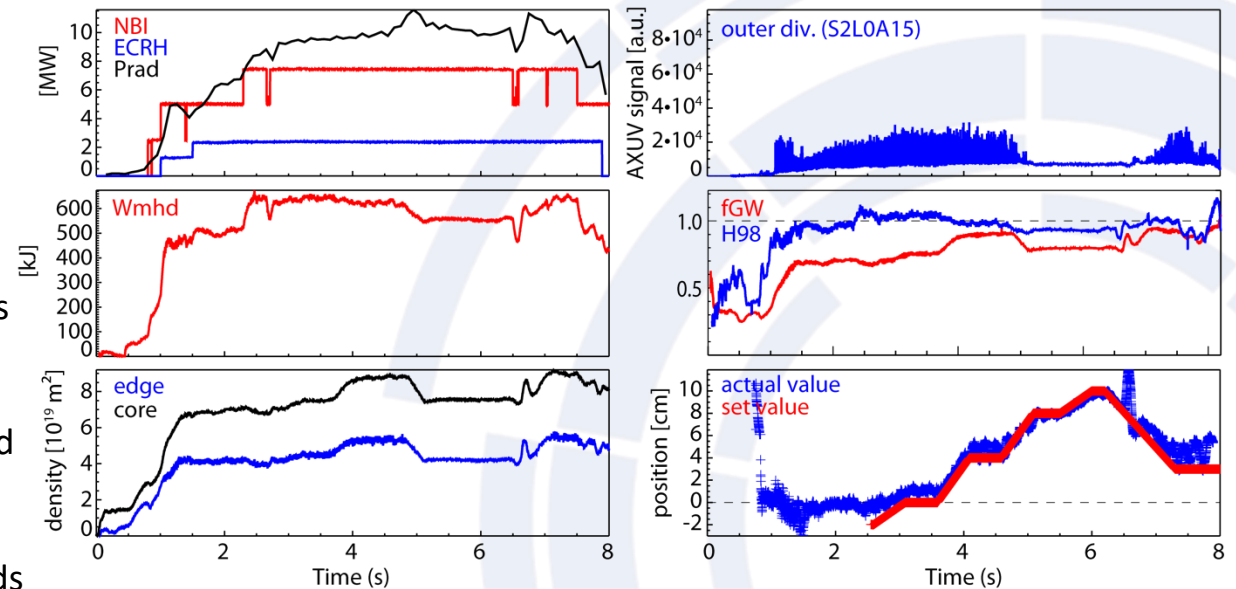 NBI
ECRH
Prad
[MW]
10
8
6
4
2
0
outer div. (S2L0A15)
AXUV signal [a.u.]
8•10⁴
6•10⁴
4•10⁴
2•10⁴
0
Wmhd
[kJ]
600
500
400
300
200
100
0
fGW
H98
1.0
0.5
s
edge
core
density [10¹⁹ m²]
8
6
4
2
0
0 2 4 6 8
Time (s)
actual value
set value
position [cm]
10
8
6
4
2
0
-2
0 2 4 6 8
Time (s)
d
ds